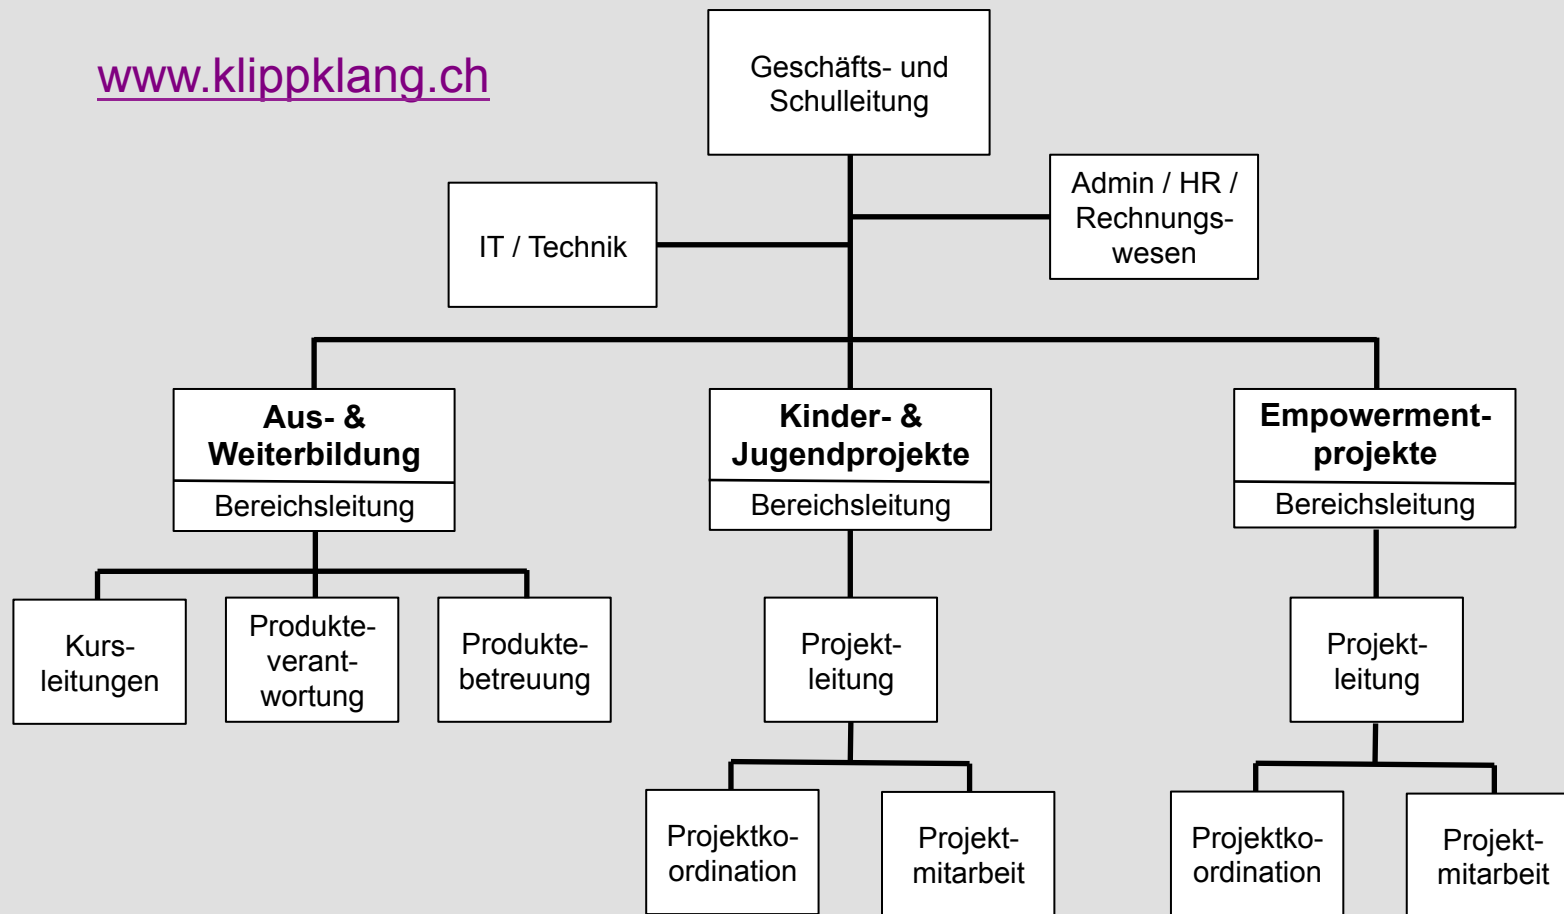 www.klippklang.ch
Geschäfts- und
Schulleitung
IT / Technik
Admin / HR /
Rechnungs-
wesen
Aus- &
Weiterbildung
Bereichsleitung
Kinder- &
Jugendprojekte
Bereichsleitung
Empowerment-
projekte
Bereichsleitung
Kurs-
leitungen
Produkte-
verant-
wortung
Produkte-
betreuung
Projekt-
leitung
Projekt-
leitung
Projektko-
ordination
Projekt-
mitarbeit
Projektko-
ordination
Projekt-
mitarbeit